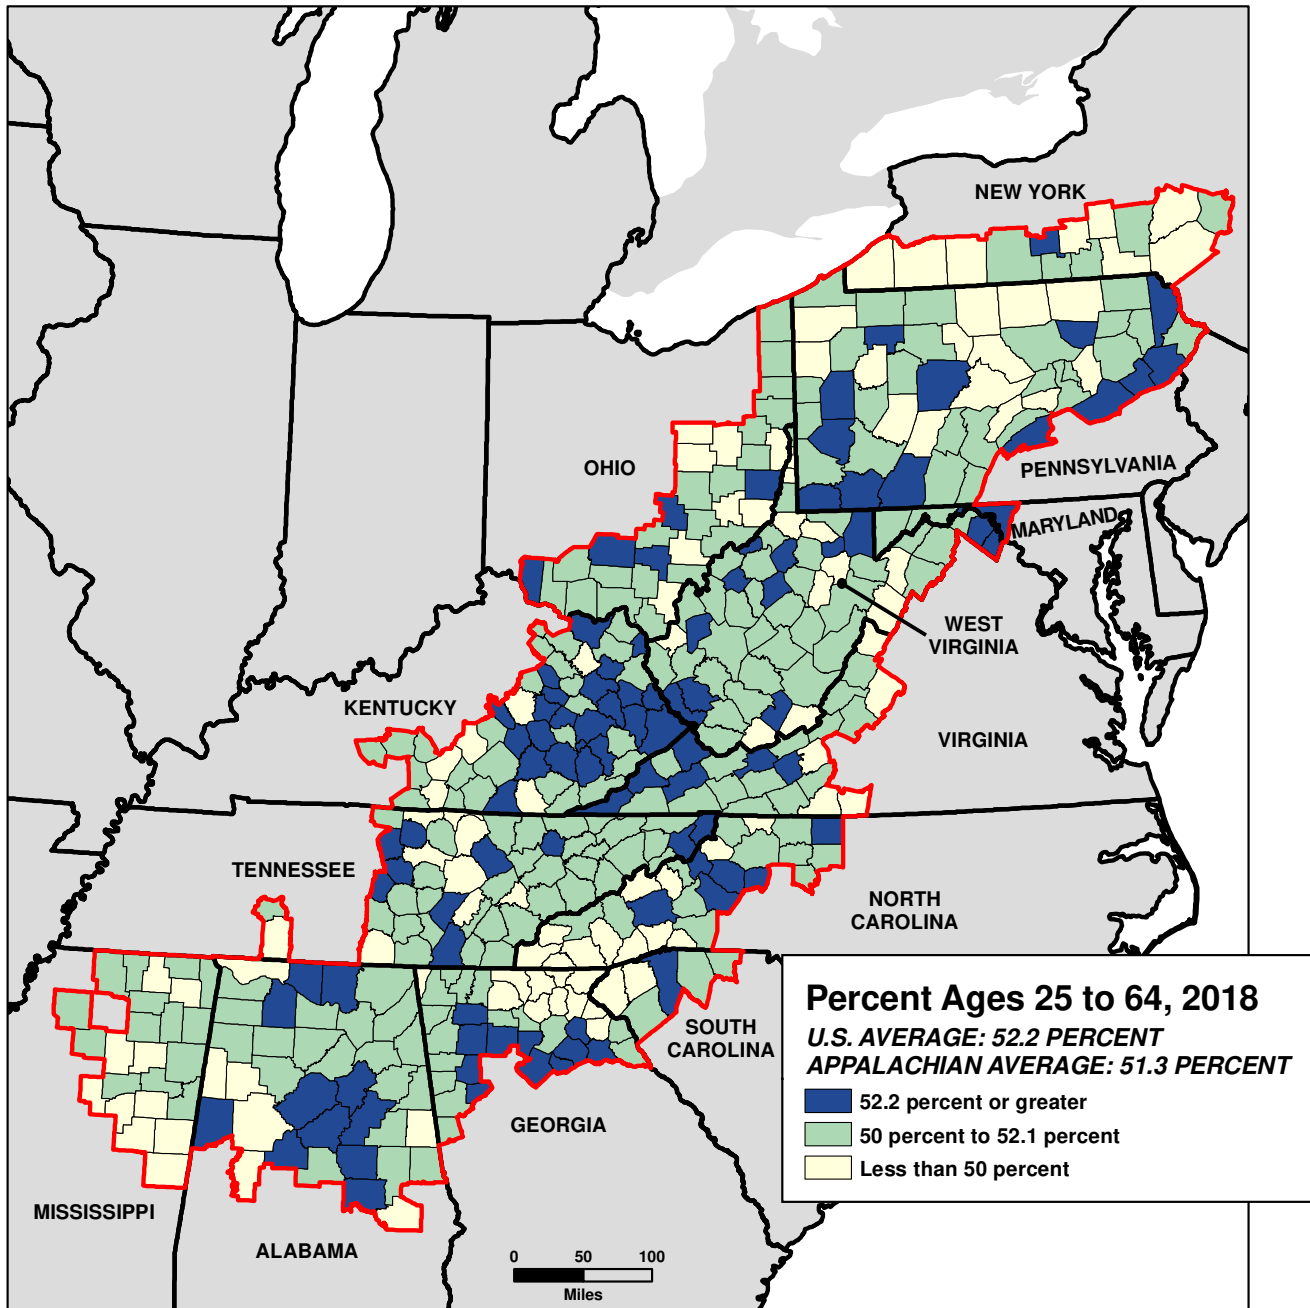 NEW YORK
OHIO
PENNSYLVANIA
MARYLAND
WEST
VIRGINIA
KENTUCKY
VIRGINIA
TENNESSEE
NORTH
CAROLINA
SOUTH
CAROLINA
GEORGIA
MISSISSIPPI
ALABAMA
Percent Ages 25 to 64, 2018
U.S. AVERAGE: 52.2 PERCENT
APPALACHIAN AVERAGE: 51.3 PERCENT
52.2 percent or greater
50 percent to 52.1 percent
Less than 50 percent
0 50 100
Miles